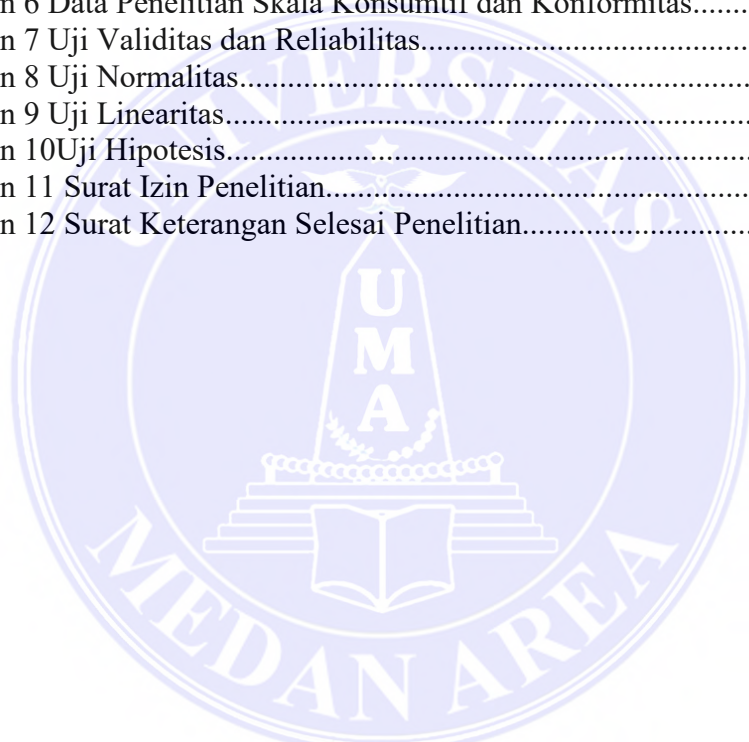 n 6 Data Penelitian Skala Konsumtif dan Konformitas........
n 7 Uji Validitas dan Reliabilitas..............................................
n 8 Uji Normalitas.......................................................................
n 9 Uji Linearitas.........................................................................
n 10Uji Hipotesis.........................................................................
n 11 Surat Izin Penelitian...........................................................
n 12 Surat Keterangan Selesai Penelitian...............................
UNIVERSITAS
UMA
MEDAN AREA